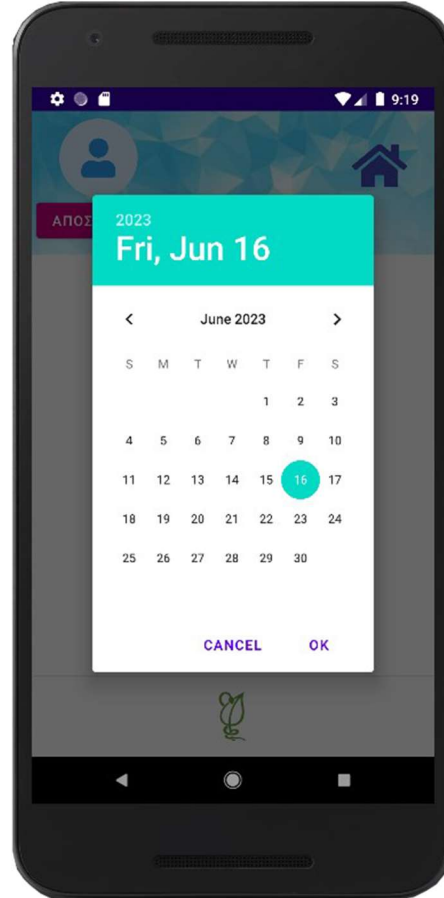 9:19
ΑΠΟΣ
2023
Fri, Jun 16
June 2023
S M T W T F S
1 2 3
4 5 6 7 8 9 10
11 12 13 14 15 16 17
18 19 20 21 22 23 24
25 26 27 28 29 30
CANCEL OK